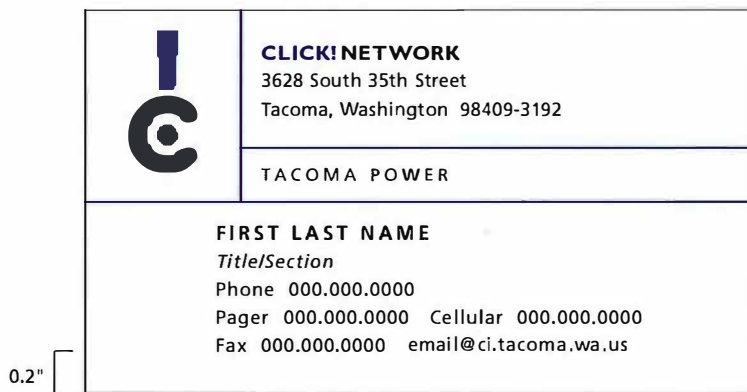 CLICK! NETWORK
3628 South 35th Street
Tacoma, Washington 98409-3192
TACOMA POWER
FIRST LAST NAME
Title/Section
Phone 000.000.0000
Pager 000.000.0000 Cellular 000.000.0000
Fax 000.000.0000 email@ci.tacoma.wa.us
0.2"